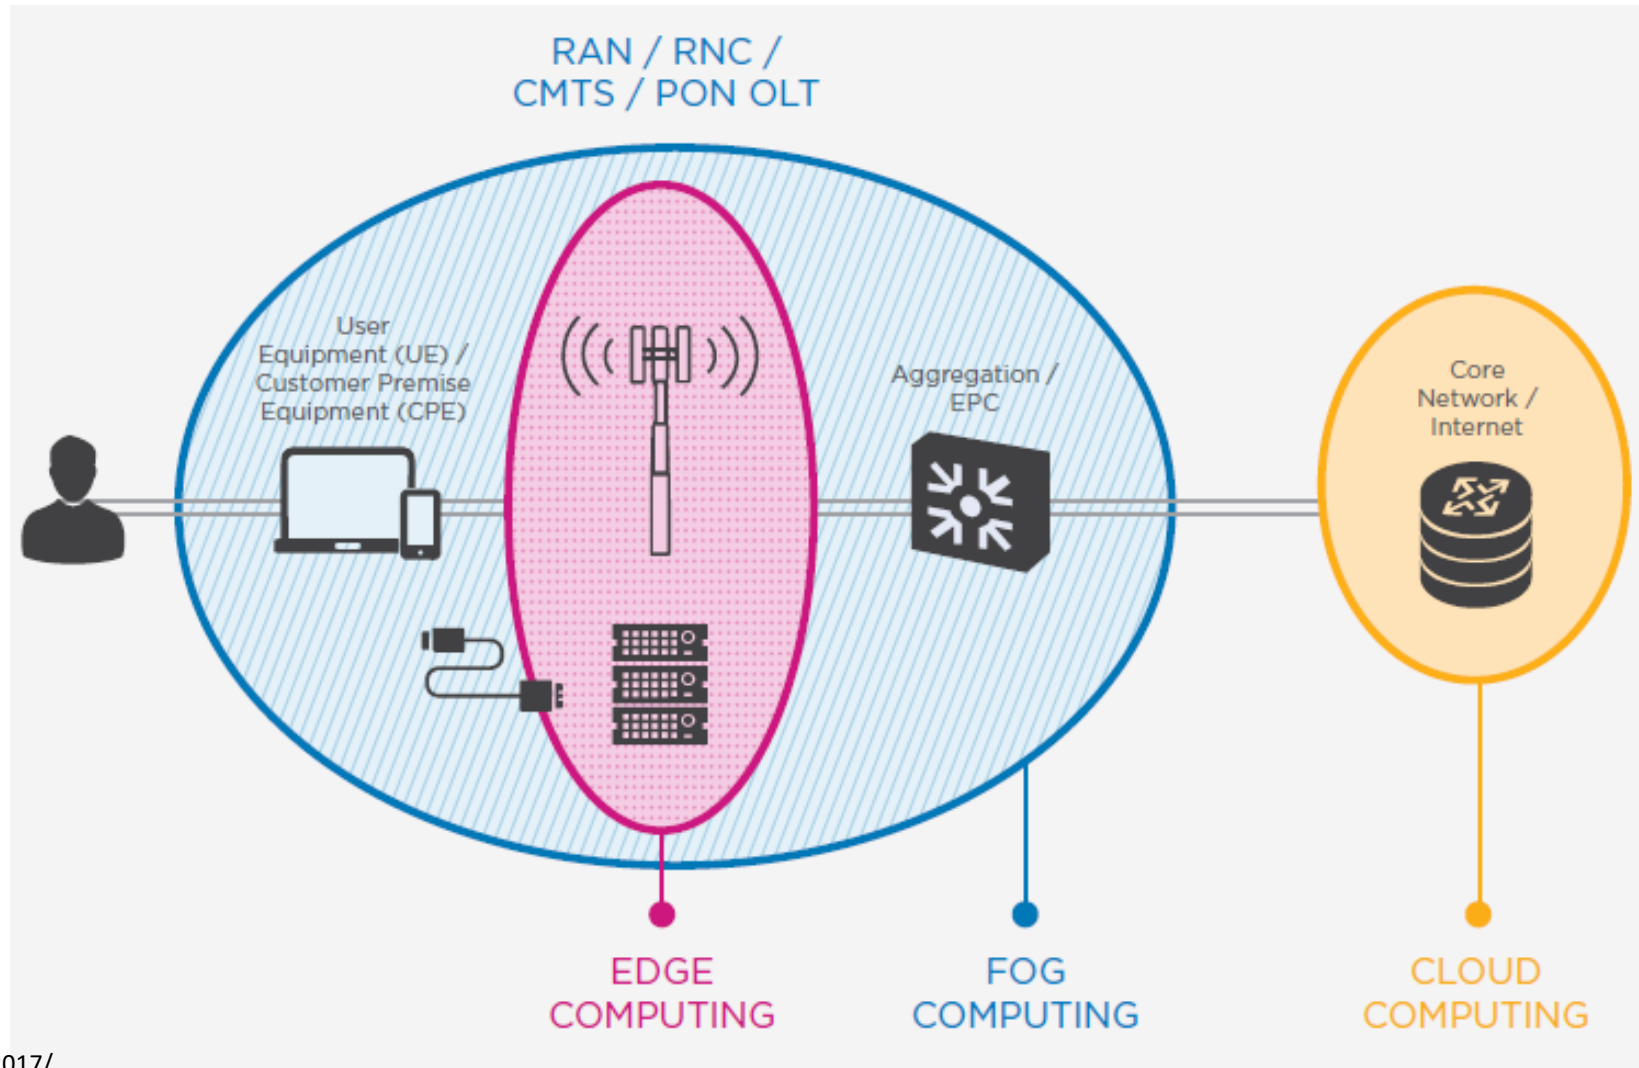 RAN / RNC /
CMTS / PON OLT
User
Equipment (UE) /
Customer Premise
Equipment (CPE)
Aggregation /
EPC
Core
Network /
Internet
EDGE
COMPUTING
FOG
COMPUTING
CLOUD
COMPUTING
017/